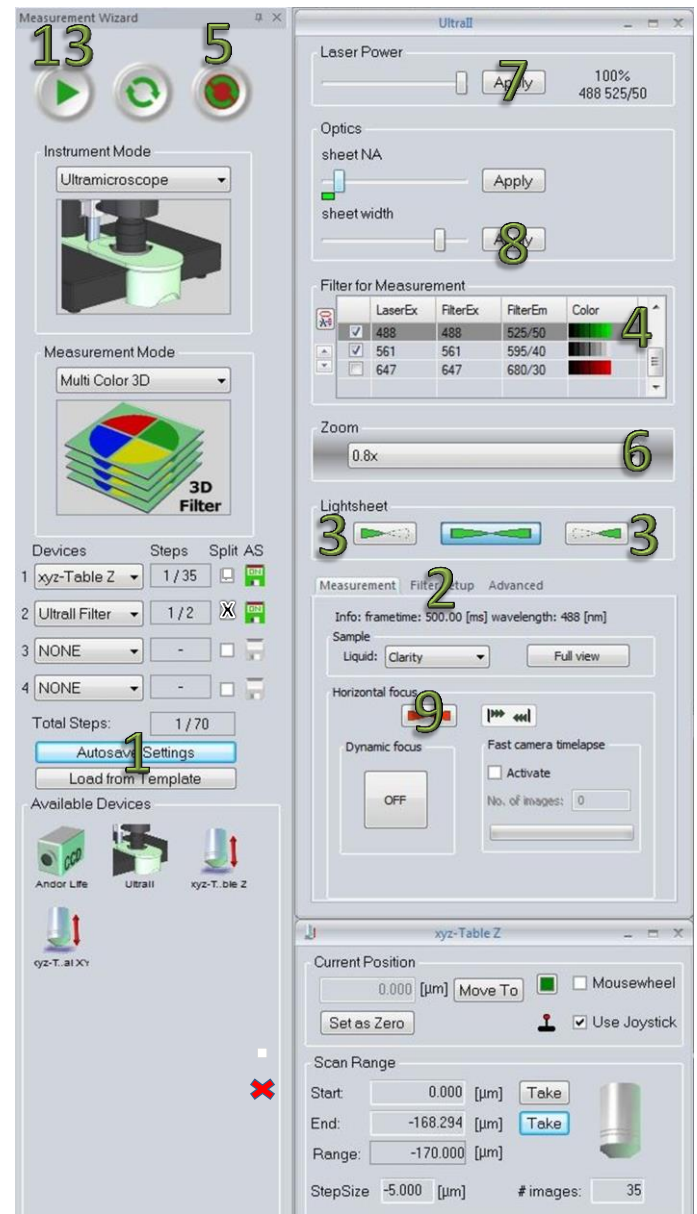 Measurement Wizard
13
5
Instrument Mode
Ultramicroscope
Measurement Mode
Multi Color 3D
3D
Filter
Devices Steps Split AS
1 xyz-Table Z 1 / 35 ON
2 UltraII Filter 1 / 2 X ON
3 NONE -
4 NONE -
Total Steps: 1 / 70
Autosave Settings
1
Load from Template
Available Devices
CCD
Andor Life UltraII xyz-T..ble Z
xyz-T..al XY
UltraII
Laser Power
Apply
7
100%
488 525/50
Optics
sheet NA
Apply
sheet width
Apply
8
Filter for Measurement
LaserEx FilterEx FilterEm Color
488 488 525/50
561 561 595/40
647 647 680/30
4
Zoom
0.8x
6
Lightsheet
3
3
Measurement Filter Setup Advanced
2
Info: frametime: 500.00 [ms] wavelength: 488 [nm]
Sample
Liquid: Clarity Full view
Horizontal focus
9
Dynamic focus
OFF
Fast camera timelapse
Activate
No. of images: 0
xyz-Table Z
Current Position
0.000 [µm] Move To Mousewheel
Set as Zero Use Joystick
Scan Range
Start: 0.000 [µm] Take
End: -168.294 [µm] Take
Range: -170.000 [µm]
StepSize -5.000 [µm] # images: 35